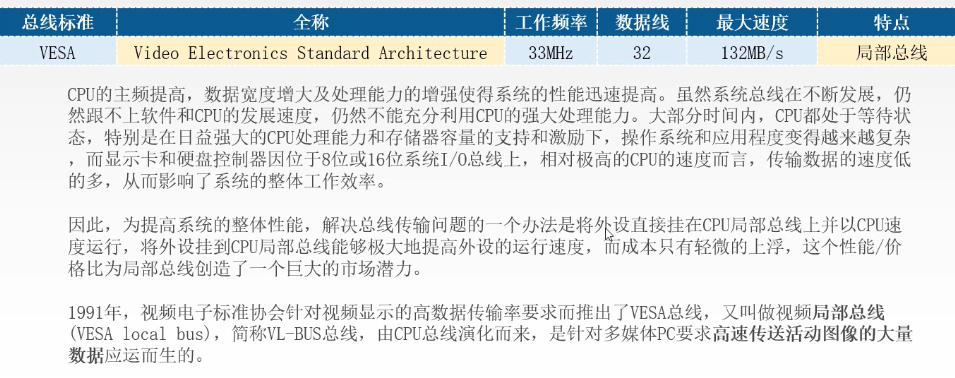 总线标准 全称 工作频率 数据线 最大速度 特点
VESA Video Electronics Standard Architecture 33MHz 32 132MB/s 局部总线
CPU的主频提高，数据宽度增大及处理能力的增强使得系统的性能迅速提高。虽然系统总线在不断发展，仍
然跟不上软件和CPU的发展速度，仍然不能充分利用CPU的强大处理能力。大部分时间内，CPU都处于等待状
态，特别是在日益强大的CPU处理能力和存储器容量的支持和激励下，操作系统和应用程度变得越来越复杂
，而显示卡和硬盘控制器因位于8位或16位系统I/O总线上，相对极高的CPU的速度而言，传输数据的速度低
的多，从而影响了系统的整体工作效率。
因此，为提高系统的整体性能，解决总线传输问题的一个办法是将外设直接挂在CPU局部总线上并以CPU速
度运行，将外设挂到CPU局部总线能够极大地提高外设的运行速度，而成本只有轻微的上浮，这个性能/价
格比为局部总线创造了一个巨大的市场潜力。
1991年，视频电子标准协会针对视频显示的高数据传输率要求而推出了VESA总线，又叫做视频局部总线
(VESA local bus)，简称VL-BUS总线，由CPU总线演化而来，是针对多媒体PC要求高速传送活动图像的大量
数据应运而生的。